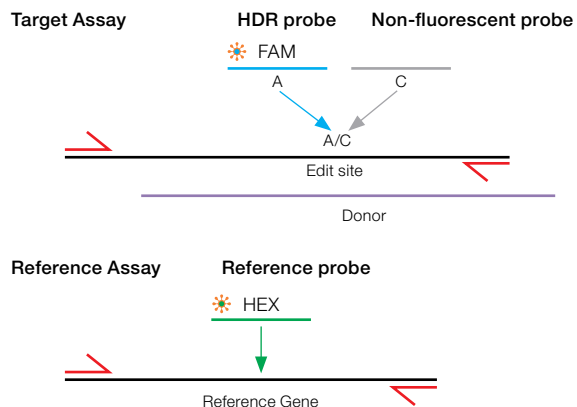 Target Assay HDR probe Non-fluorescent probe
FAM
A C
A/C
Edit site
Donor
Reference Assay Reference probe
HEX
Reference Gene